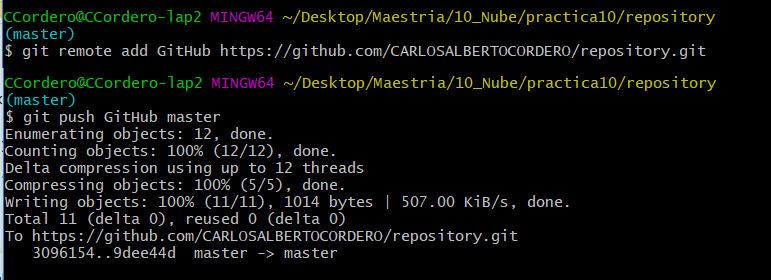 CCordero@CCordero-lap2 MINGW64 ~/Desktop/Maestria/10_Nube/practica10/repository
(master)
$ git remote add GitHub https://github.com/CARLOSALBERTOCORDERO/repository.git
CCordero@CCordero-lap2 MINGW64 ~/Desktop/Maestria/10_Nube/practica10/repository
(master)
$ git push GitHub master
Enumerating objects: 12, done.
Counting objects: 100% (12/12), done.
Delta compression using up to 12 threads
Compressing objects: 100% (5/5), done.
Writing objects: 100% (11/11), 1014 bytes | 507.00 KiB/s, done.
Total 11 (delta 0), reused 0 (delta 0)
To https://github.com/CARLOSALBERTOCORDERO/repository.git
   3096154..9dee44d  master -> master